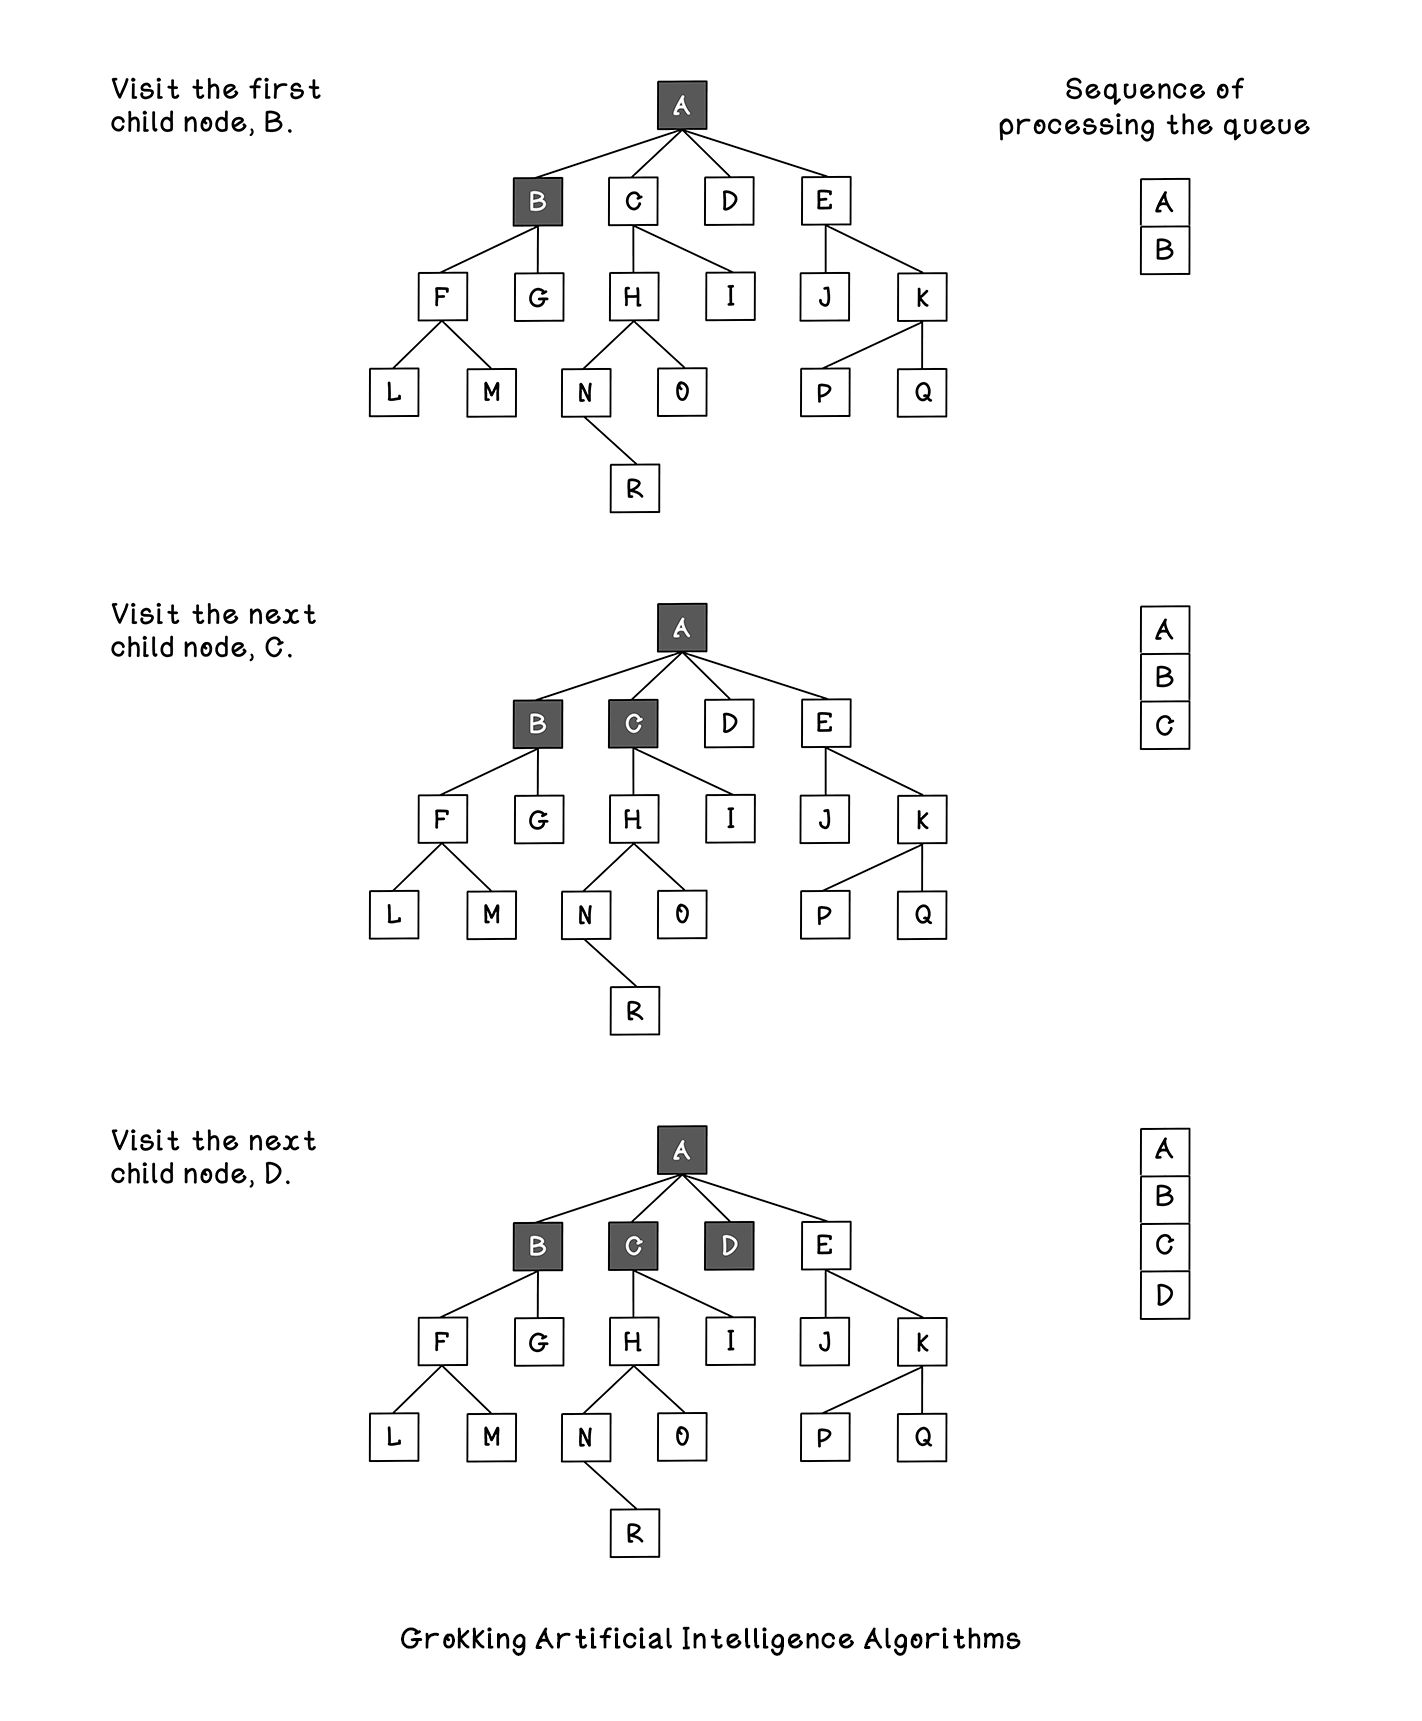 Visit the first
child node, B.
Sequence of
processing the queue
A
B C D E
F G H I J K
L M N O P Q
R
A
B
Visit the next
child node, C.
A
B C D E
F G H I J K
L M N O P Q
R
A
B
C
Visit the next
child node, D.
A
B C D E
F G H I J K
L M N O P Q
R
A
B
C
D
Grokking Artificial Intelligence Algorithms